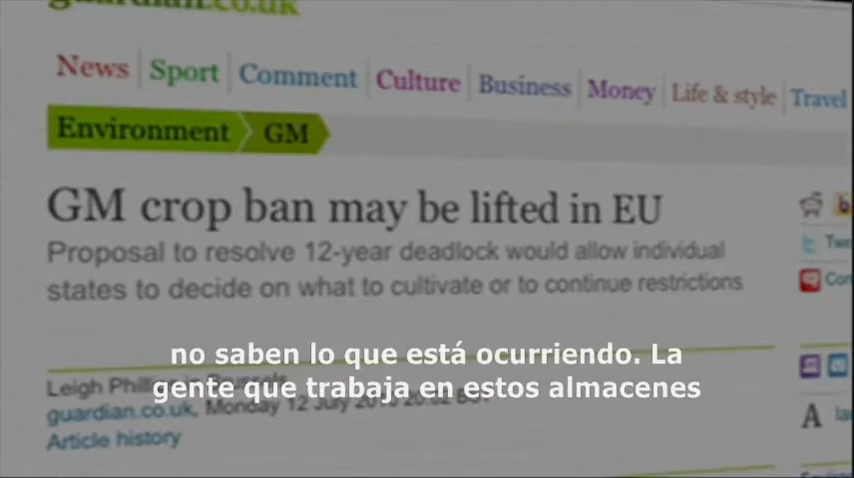 guardian.co.uk
News Sport Comment Culture Business Money Life & style Travel
Environment GM
GM crop ban may be lifted in EU
Proposal to resolve 12-year deadlock would allow individual
states to decide on what to cultivate or to continue restrictions
no saben lo que está ocurriendo. La
gente que trabaja en estos almacenes
Leigh
guardian.co.uk, Monday 12 July
Article history
A